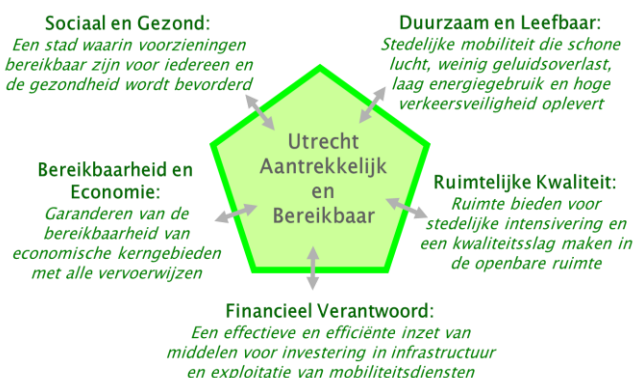 Sociaal en Gezond:
Een stad waarin voorzieningen
bereikbaar zijn voor iedereen en
de gezondheid wordt bevorderd
Duurzaam en Leefbaar:
Stedelijke mobiliteit die schone
lucht, weinig geluidsoverlast,
laag energiegebruik en hoge
verkeersveiligheid oplevert
Utrecht
Aantrekkelijk
en
Bereikbaar
Bereikbaarheid en
Economie:
Garanderen van de
bereikbaarheid van
economische kerngebieden
met alle vervoerwijzen
Ruimtelijke Kwaliteit:
Ruimte bieden voor
stedelijke intensivering en
een kwaliteitsslag maken in
de openbare ruimte
Financieel Verantwoord:
Een effectieve en efficiënte inzet van
middelen voor investering in infrastructuur
en exploitatie van mobiliteitsdiensten